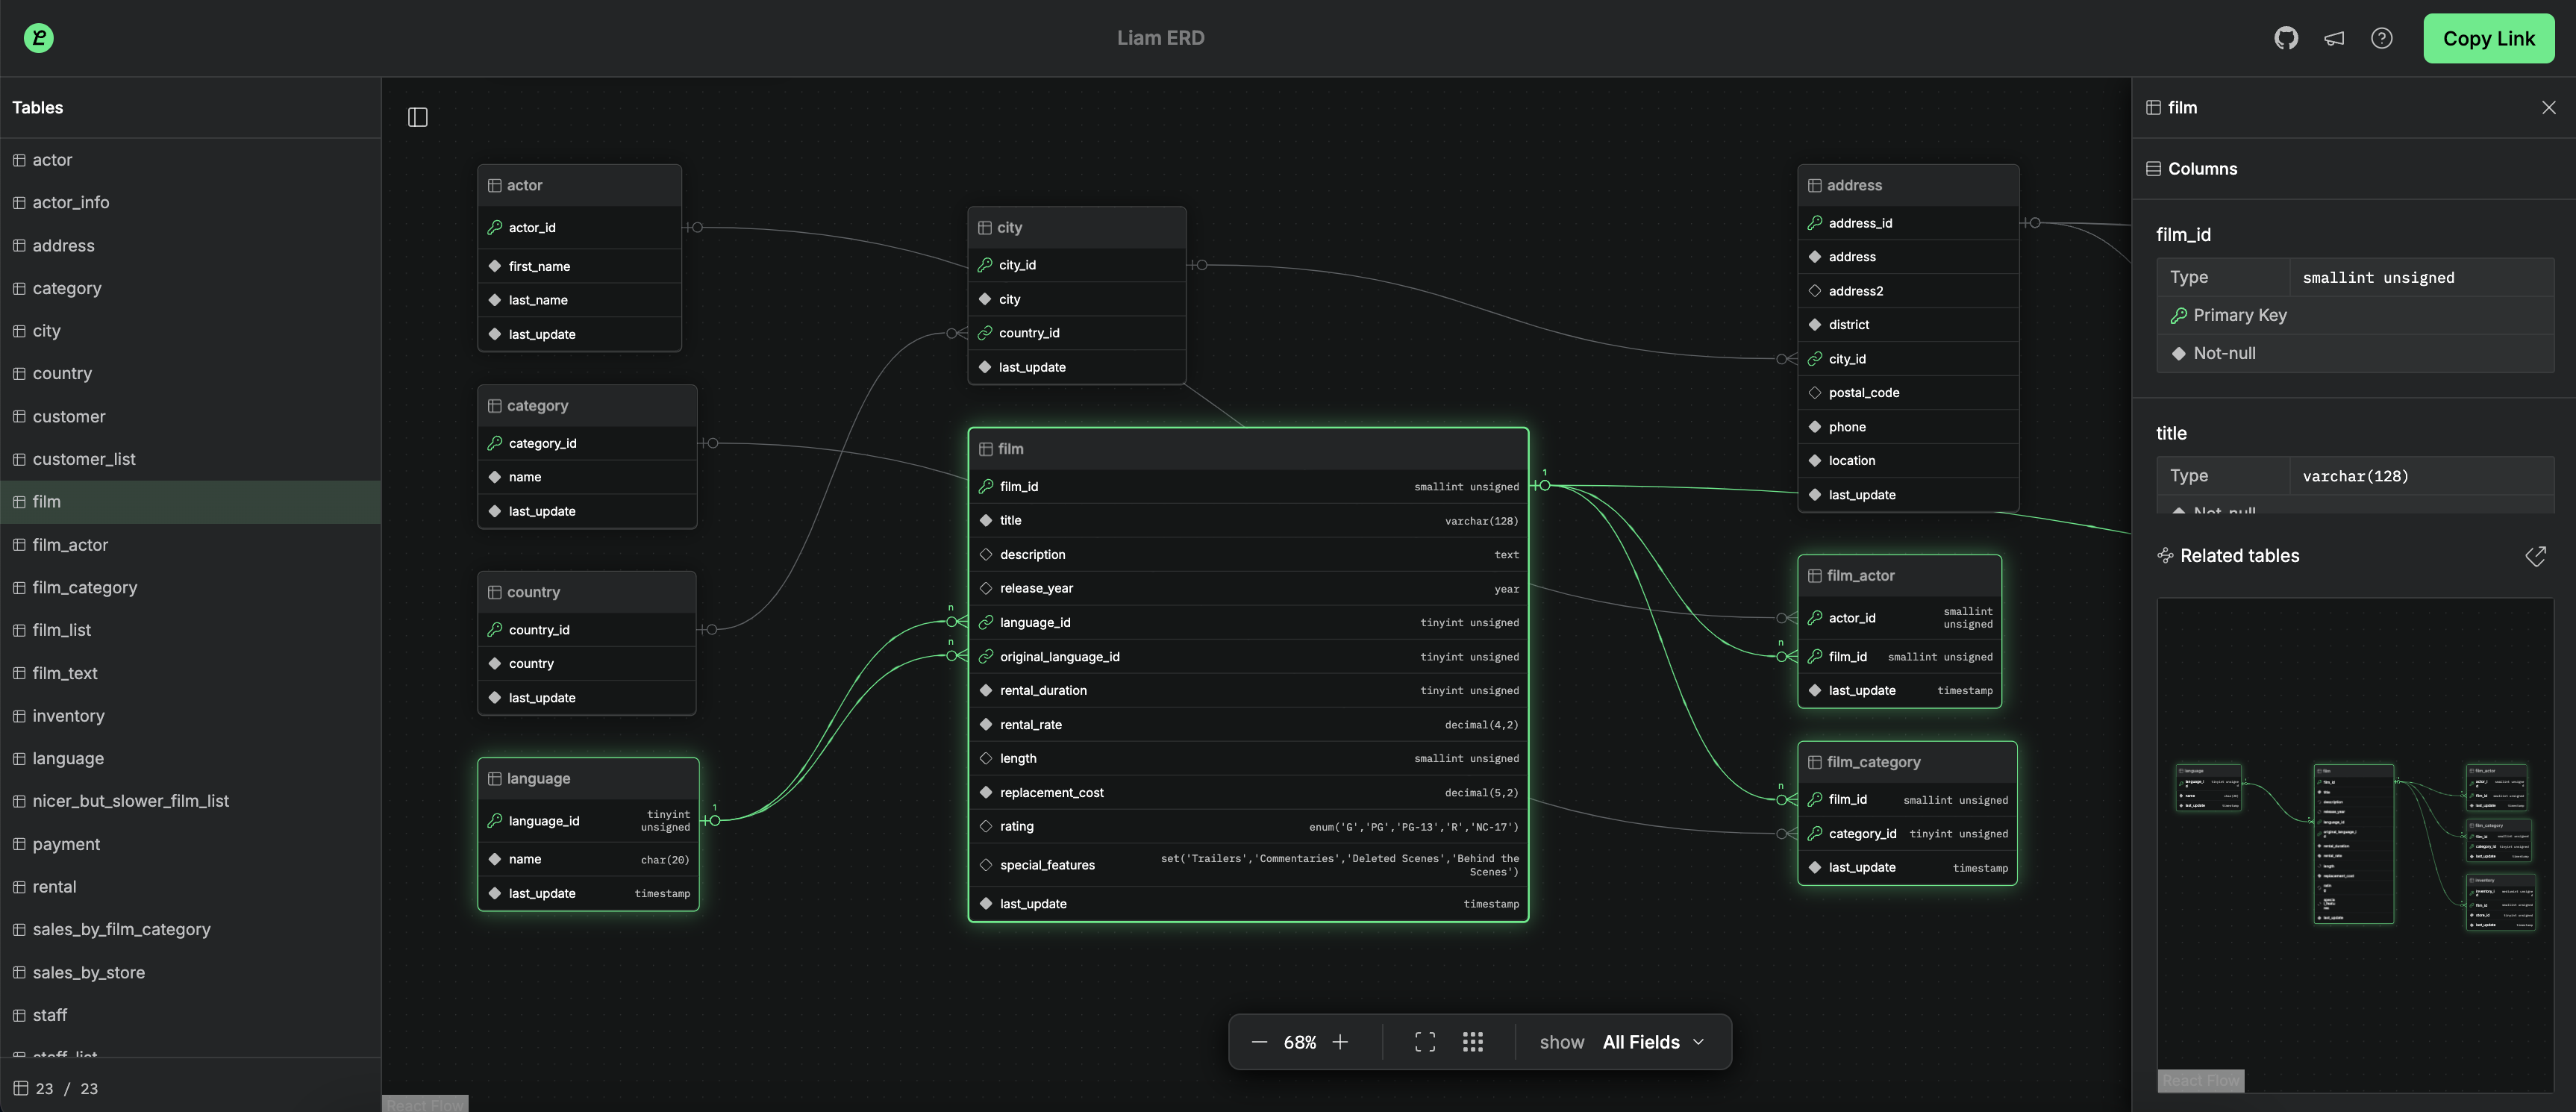 Liam ERD
Copy Link
Tables
actor
actor_info
address
category
city
country
customer
customer_list
film
film_actor
film_category
film_list
film_text
inventory
language
nicer_but_slower_film_list
payment
rental
sales_by_film_category
sales_by_store
staff
staff_list
23 / 23
actor
actor_id
first_name
last_name
last_update
category
category_id
name
last_update
country
country_id
country
last_update
language
language_id tinyint unsigned
name char(20)
last_update timestamp
1
n
n
city
city_id
city
country_id
last_update
film
film_id smallint unsigned
title varchar(128)
description text
release_year year
language_id tinyint unsigned
original_language_id tinyint unsigned
rental_duration tinyint unsigned
rental_rate decimal(4,2)
length smallint unsigned
replacement_cost decimal(5,2)
rating enum('G','PG','PG-13','R','NC-17')
special_features set('Trailers','Commentaries','Deleted Scenes','Behind the
Scenes')
last_update timestamp
1
n
n
address
address_id
address
address2
district
city_id
postal_code
phone
location
last_update
film_actor
actor_id smallint unsigned
film_id smallint unsigned
last_update timestamp
film_category
film_id smallint unsigned
category_id tinyint unsigned
last_update timestamp
68%
show All Fields
React Flow
film
Columns
film_id
Type smallint unsigned
Primary Key
Not-null
title
Type varchar(128)
Not-null
Related tables
React Flow